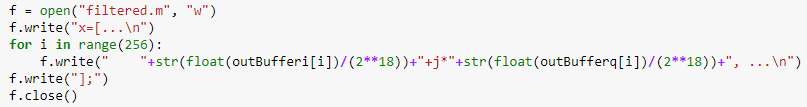 f = open("filtered.m", "w")
f.write("x=[...\n")
for i in range(256):
    f.write("    "+str(float(outBufferi[i])/(2**18))+"+j*"+str(float(outBufferq[i])/(2**18))+", ...\n")
f.write("];")
f.close()